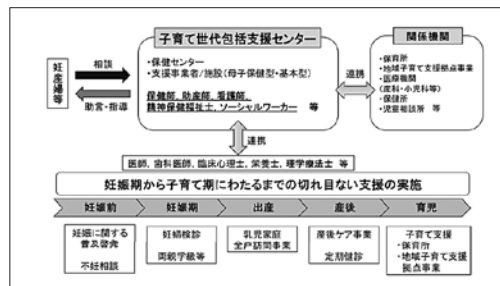 子育て世代包括支援センター
・保健センター
・支援事業者/施設(母子保健型・基本型)
保健師, 助産師, 看護師,
精神保健福祉士, ソーシャルワーカー 等
妊産婦等
相談
助言・指導
連携
関係機関
・保育所
・地域子育て支援拠点事業
・医療機関
(産科・小児科等)
・保健所
・児童相談所 等
連携
医師, 歯科医師, 臨床心理士, 栄養士, 理学療法士 等
妊娠期から子育て期にわたるまでの切れ目ない支援の実施
妊娠前
妊娠期
出産
産後
育児
妊娠に関する
普及啓発
不妊相談
妊婦検診
両親学級等
乳児家庭
全戸訪問事業
産後ケア事業
定期健診
子育て支援
・保育所
・地域子育て支援
拠点事業